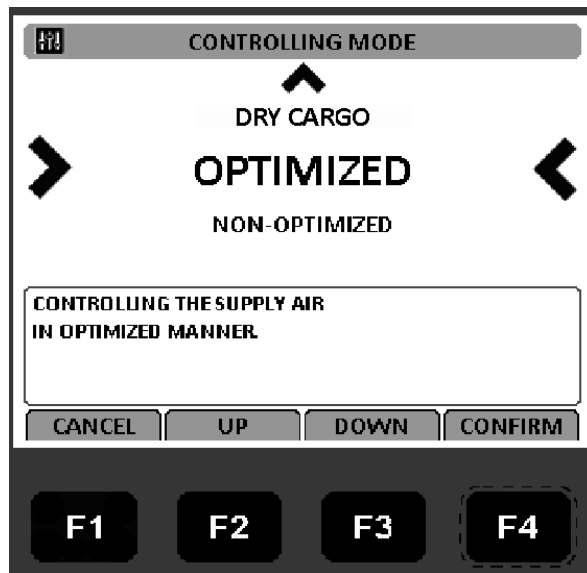 CONTROLLING MODE
DRY CARGO
OPTIMIZED
NON-OPTIMIZED
CONTROLLING THE SUPPLY AIR
IN OPTIMIZED MANNER.
CANCEL UP DOWN CONFIRM
F1 F2 F3 F4